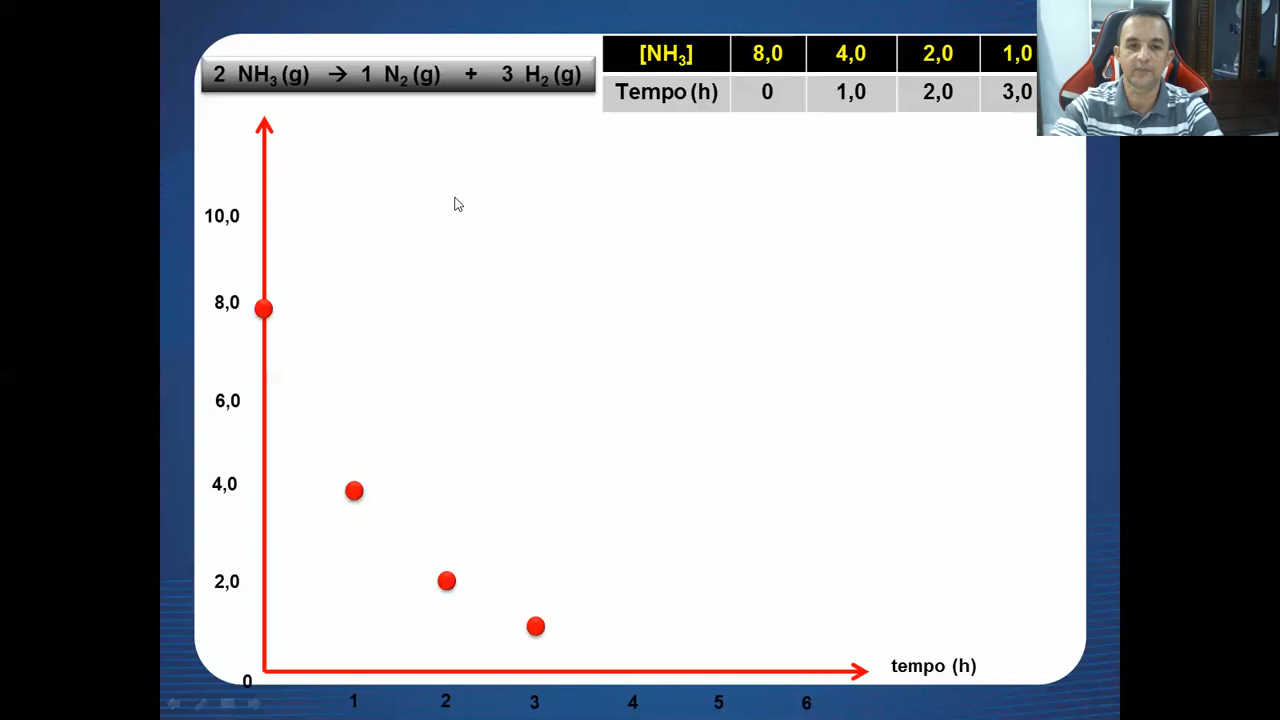 2 NH₃ (g) → 1 N₂ (g) + 3 H₂ (g)
[NH₃] 8,0 4,0 2,0 1,0
Tempo (h) 0 1,0 2,0 3,0
10,0
8,0
6,0
4,0
2,0
0
tempo (h)
1 2 3 4 5 6